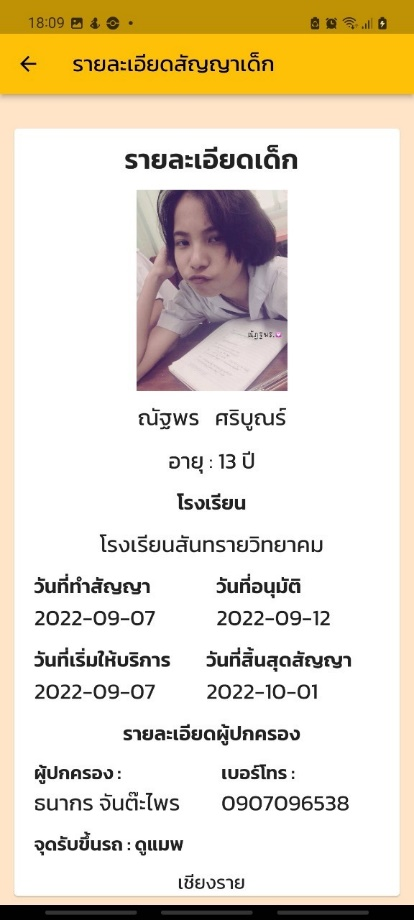 18:09
รายละเอียดสัญญาเด็ก
รายละเอียดเด็ก
ณัฐพร.
ณัฐพร ศริบูณร์
อายุ : 13 ปี
โรงเรียน
โรงเรียนสันทรายวิทยาคม
วันที่ทำสัญญา วันที่อนุมัติ
2022-09-07 2022-09-12
วันที่เริ่มให้บริการ วันที่สิ้นสุดสัญญา
2022-09-07 2022-10-01
รายละเอียดผู้ปกครอง
ผู้ปกครอง : เบอร์โทร :
ธนากร จันต๊ะไพร 0907096538
จุดรับขึ้นรถ : ดูแมพ
เชียงราย